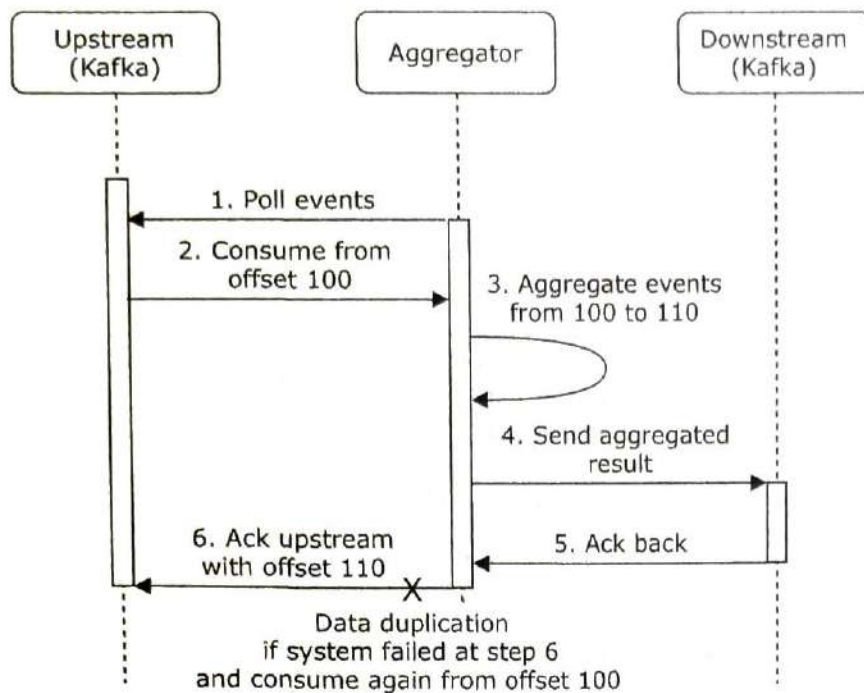 Upstream
(Kafka)
Aggregator
Downstream
(Kafka)
1. Poll events
2. Consume from
offset 100
3. Aggregate events
from 100 to 110
4. Send aggregated
result
5. Ack back
6. Ack upstream
with offset 110
Data duplication
if system failed at step 6
and consume again from offset 100